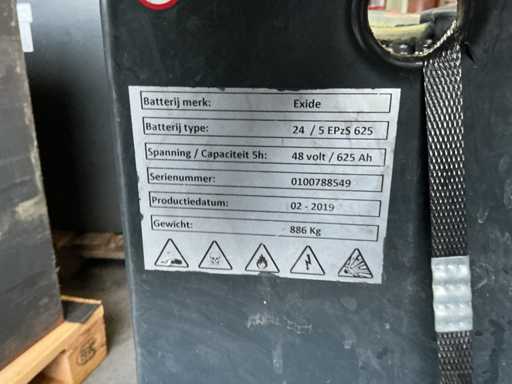 Batterij merk: Exide
Batterij type: 24 / 5 EPzS 625
Spanning / Capaciteit 5h: 48 volt / 625 Ah
Serienummer: 0100788549
Productiedatum: 02 - 2019
Gewicht: 886 Kg